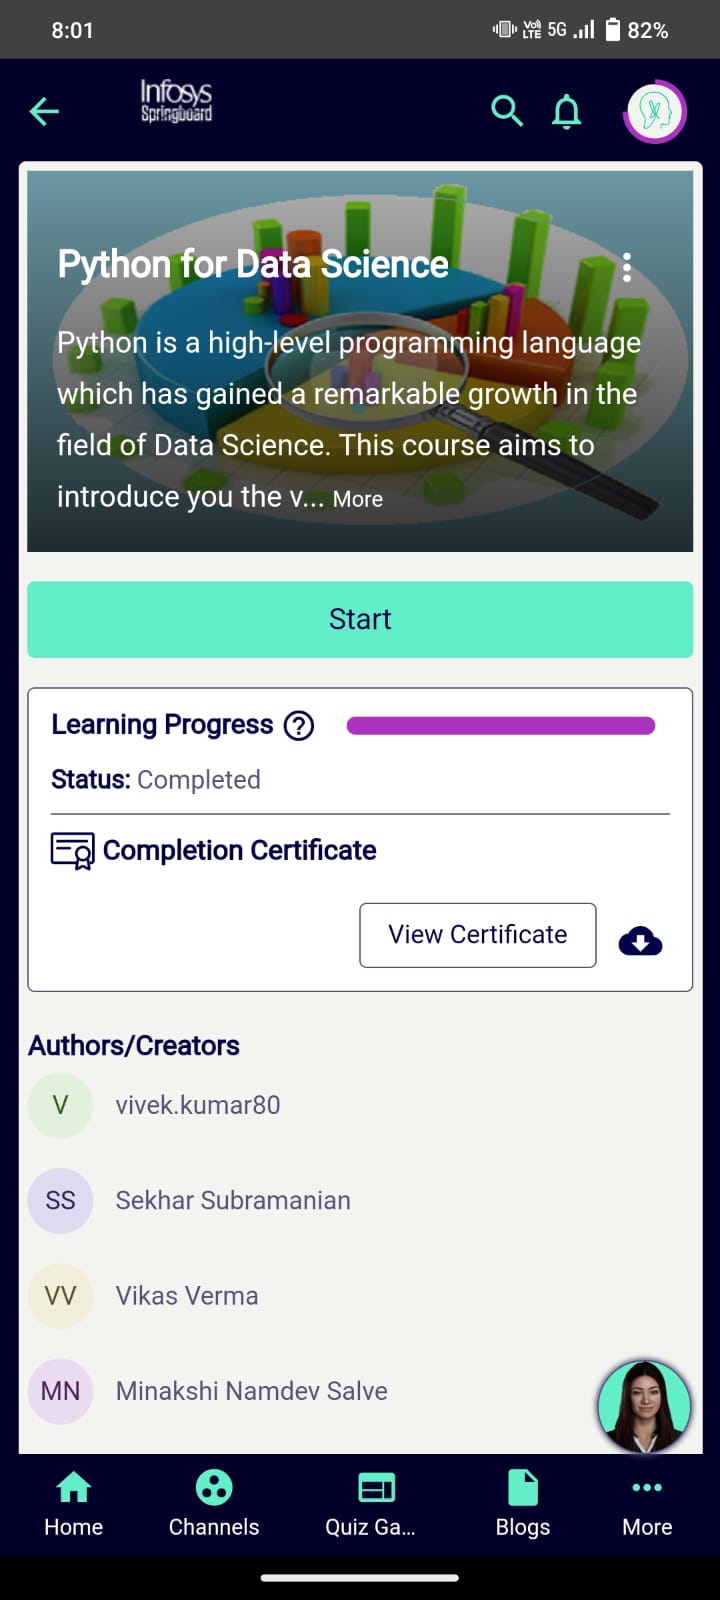 8:01
Vo)
LTE
5G
82%
Infosys
Springboard
Python for Data Science
Python is a high-level programming language
which has gained a remarkable growth in the
field of Data Science. This course aims to
introduce you the v... More
Start
Learning Progress ?
Status: Completed
Completion Certificate
View Certificate
Authors/Creators
V vivek.kumar80
SS Sekhar Subramanian
VV Vikas Verma
MN Minakshi Namdev Salve
Home Channels Quiz Ga... Blogs More